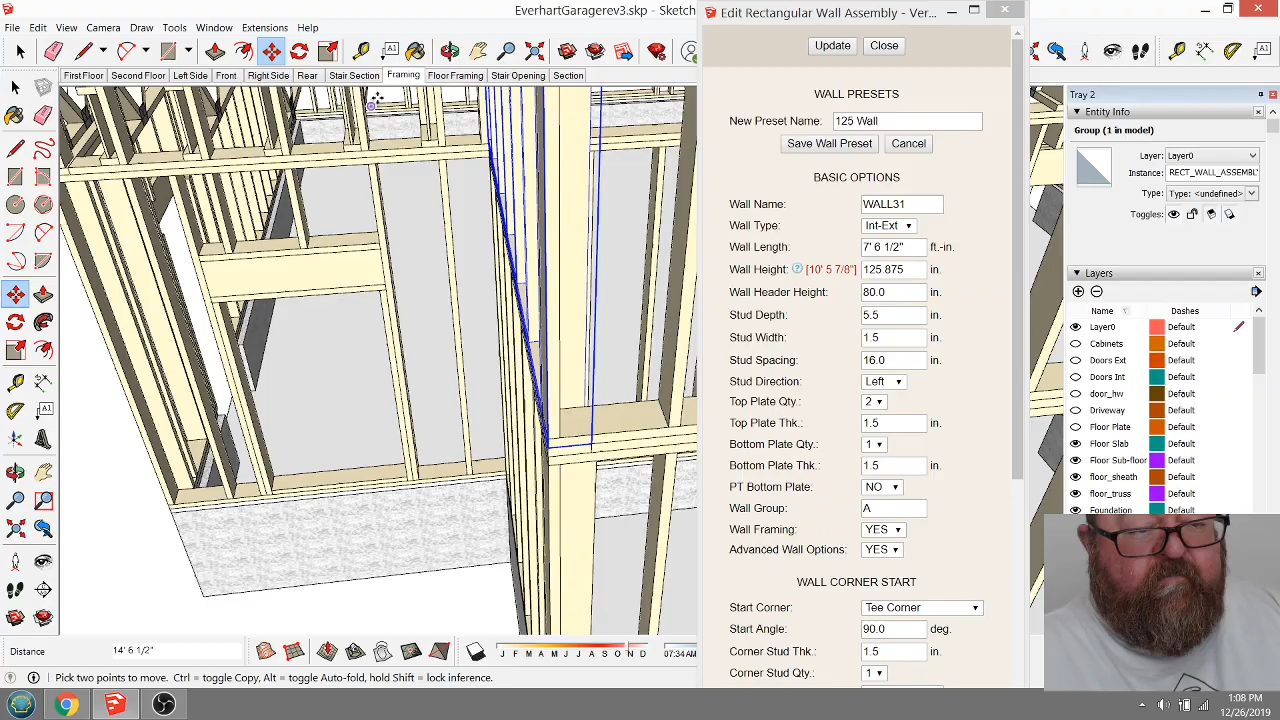 EverhartGaragerev3.skp - Sketch
Edit Rectangular Wall Assembly - Ver...
File Edit View Camera Draw Tools Window Extensions Help
First Floor Second Floor Left Side Front Right Side Rear Stair Section Framing Floor Framing Stair Opening Section
Update Close
WALL PRESETS
New Preset Name: 125 Wall
Save Wall Preset Cancel
BASIC OPTIONS
Wall Name: WALL31
Wall Type: Int-Ext
Wall Length: 7' 6 1/2" ft.-in.
Wall Height: [10' 5 7/8"] 125.875 in.
Wall Header Height: 80.0 in.
Stud Depth: 5.5 in.
Stud Width: 1.5 in.
Stud Spacing: 16.0 in.
Stud Direction: Left
Top Plate Qty.: 2
Top Plate Thk.: 1.5 in.
Bottom Plate Qty.: 1
Bottom Plate Thk.: 1.5 in.
PT Bottom Plate: NO
Wall Group: A
Wall Framing: YES
Advanced Wall Options: YES
WALL CORNER START
Start Corner: Tee Corner
Start Angle: 90.0 deg.
Corner Stud Thk.: 1.5 in.
Corner Stud Qty.: 1
Tray 2
Entity Info
Group (1 in model)
Layer: Layer0
Instance: RECT_WALL_ASSEMBLY
Type: Type: <undefined>
Toggles:
Layers
Name Dashes
Layer0 Default
Cabinets Default
Doors Ext Default
Doors Int Default
door_hw Default
Driveway Default
Floor Plate Default
Floor Slab Default
Floor Sub-floor Default
floor_sheath Default
floor_truss Default
Foundation Default
Distance 14' 6 1/2"
J F M A M J J A S O N D 07:34 AM
Pick two points to move. Ctrl = toggle Copy, Alt = toggle Auto-fold, hold Shift = lock inference.
1:08 PM
12/26/2019